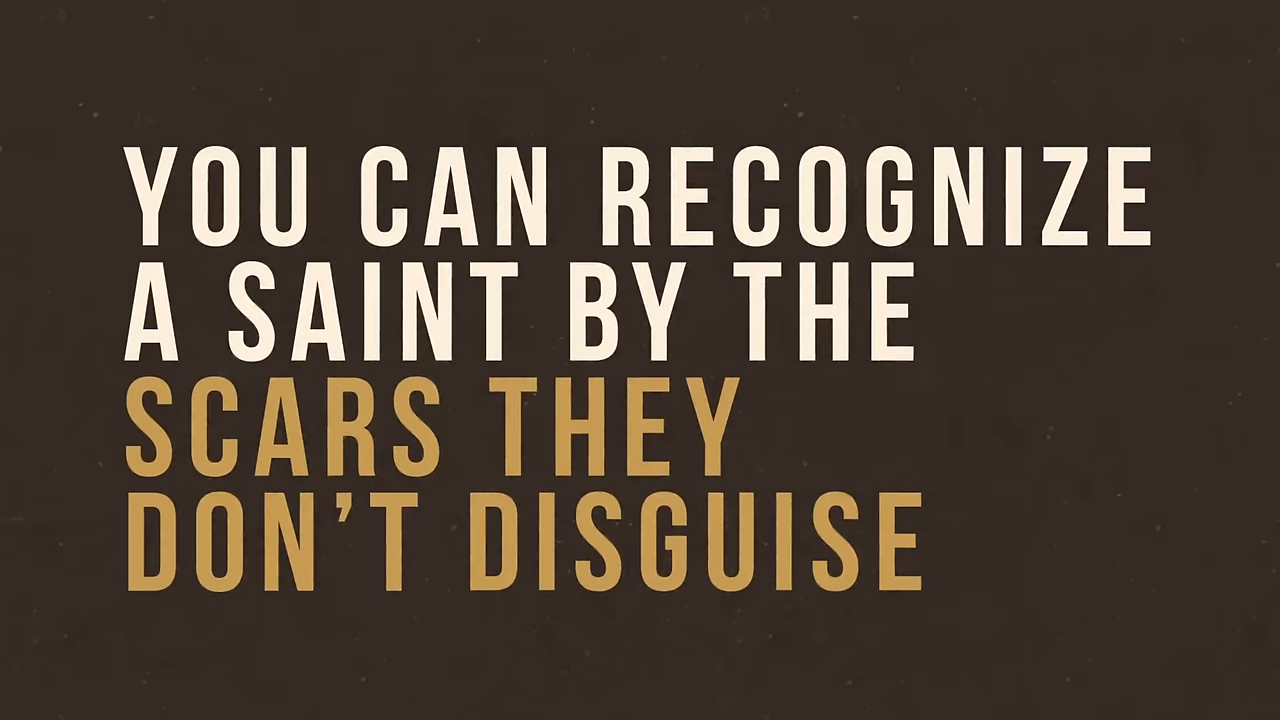 YOU CAN RECOGNIZE
A SAINT BY THE
SCARS THEY
DON’T DISGUISE